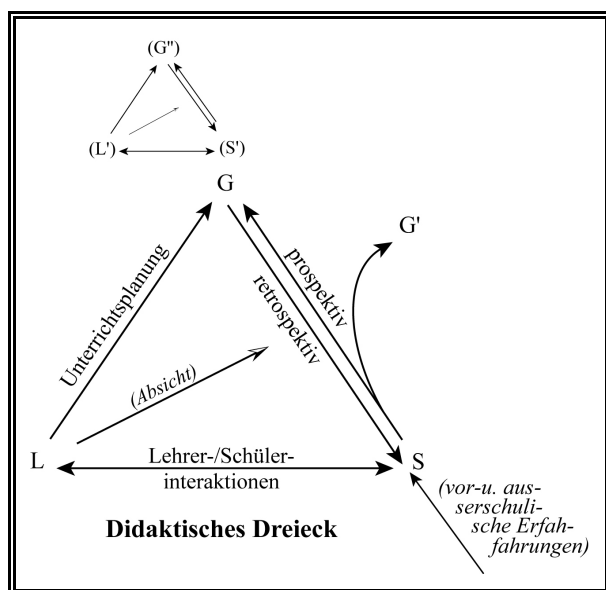 (G'')
(L')
(S')
G
G'
Unterrichtsplanung
prospektiv
retrospektiv
(Absicht)
L
Lehrer-/Schüler-
interaktionen
S
(vor-u. aus-
serschuli-
sche Erfah-
fahrungen)
Didaktisches Dreieck